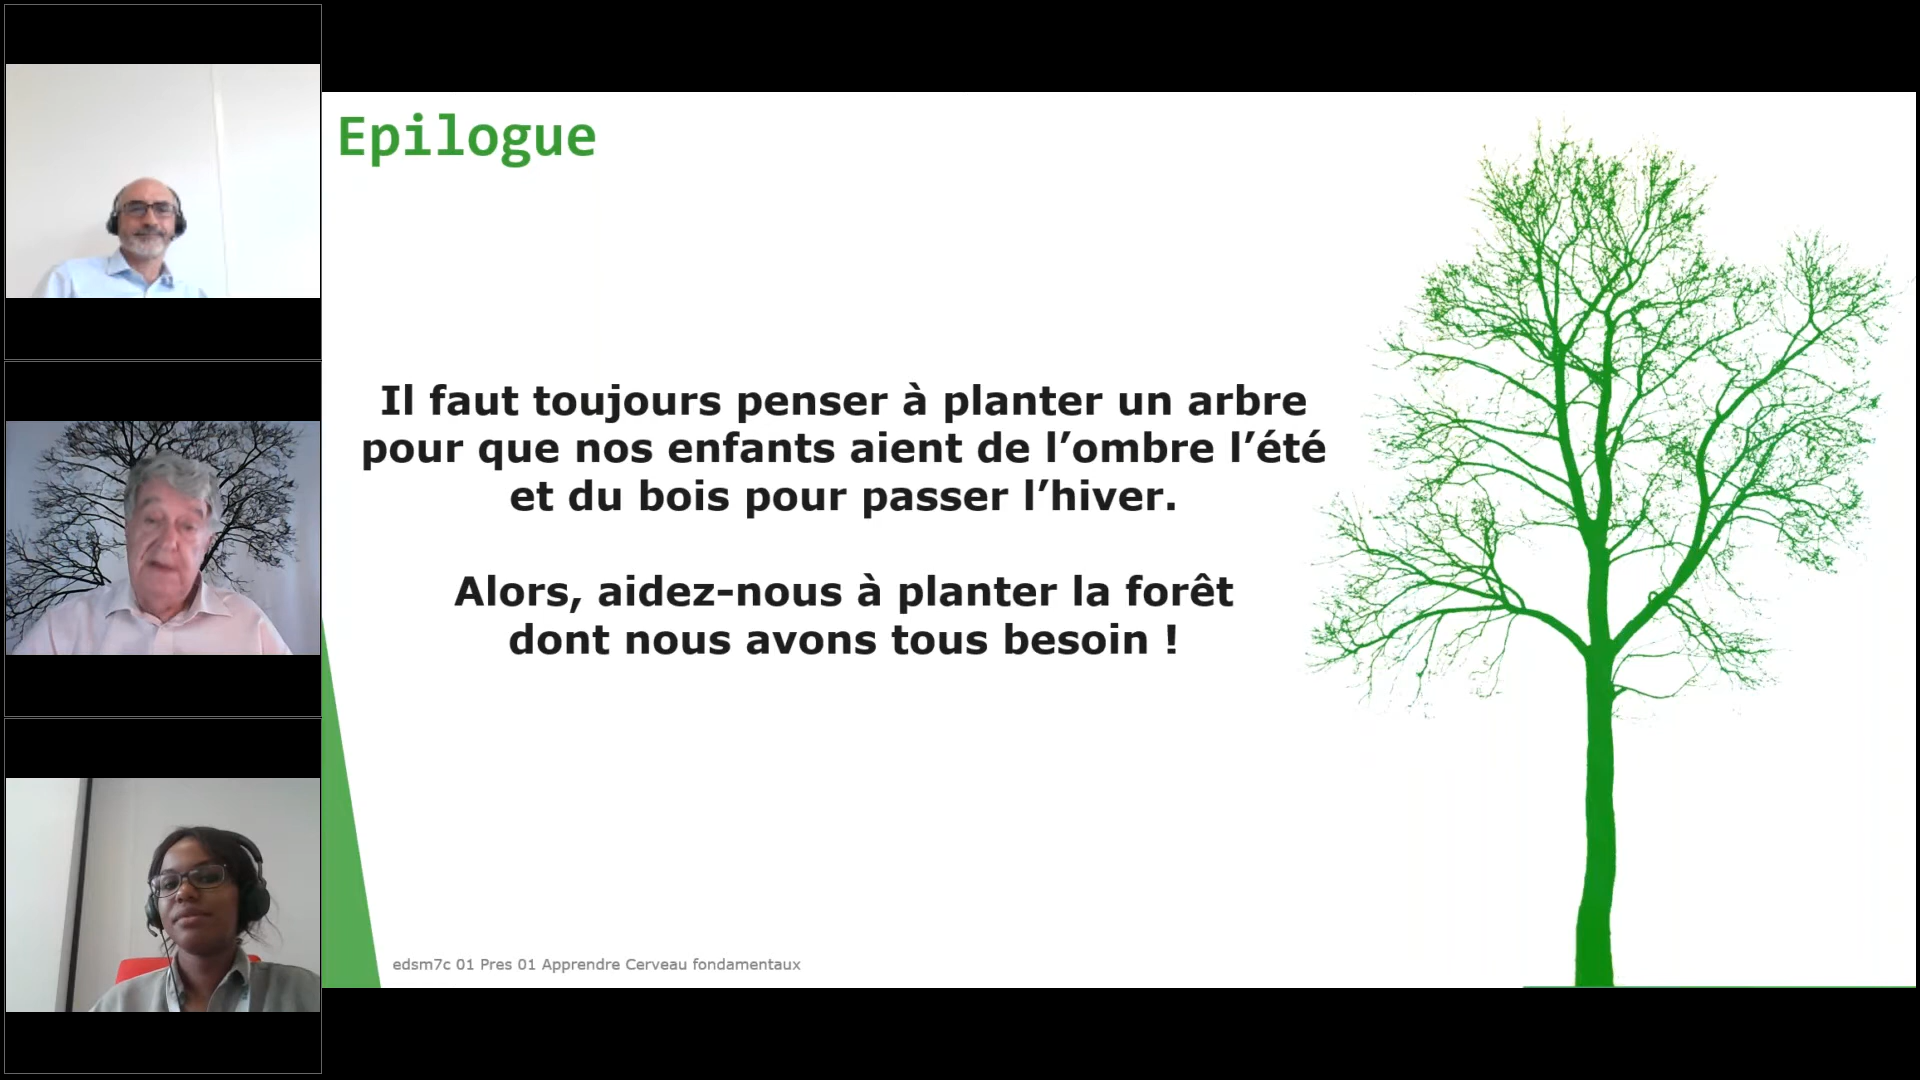 Epilogue
Il faut toujours penser à planter un arbre
pour que nos enfants aient de l’ombre l’été
et du bois pour passer l’hiver.
Alors, aidez-nous à planter la forêt
dont nous avons tous besoin !
edsm7c 01 Pres 01 Apprendre Cerveau fondamentaux